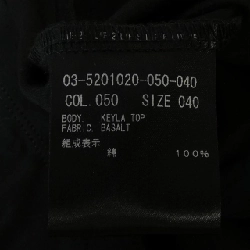 03-5201020-050-040
COL. 050 SIZE 040
BODY. KEYLA TOP
FABR C. BASALT
組成表示
綿 100%